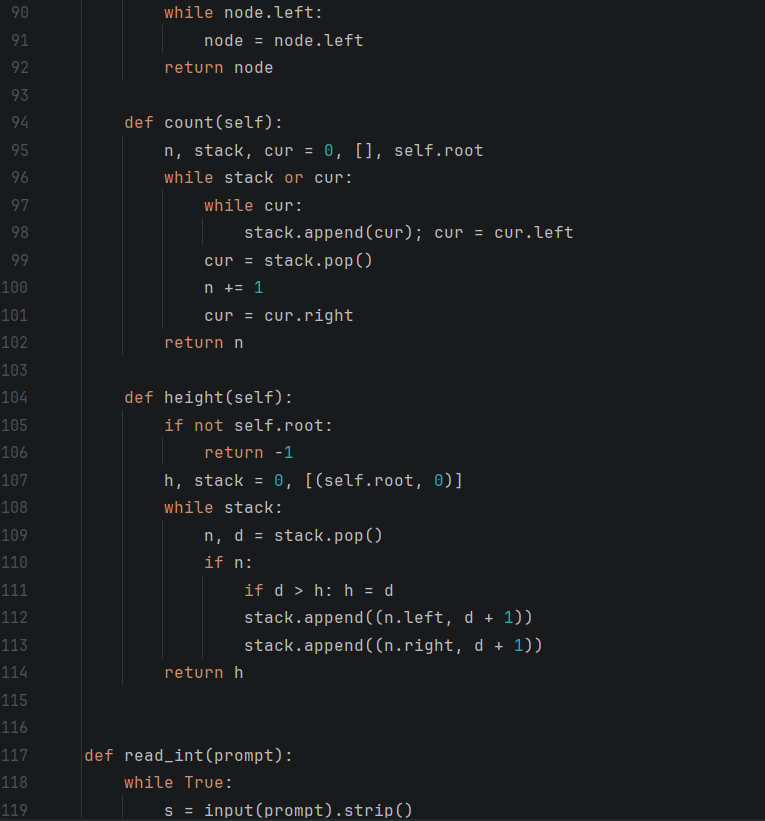 90 while node.left:
91 node = node.left
92 return node
93
94 def count(self):
95 n, stack, cur = 0, [], self.root
96 while stack or cur:
97 while cur:
98 stack.append(cur); cur = cur.left
99 cur = stack.pop()
100 n += 1
101 cur = cur.right
102 return n
103
104 def height(self):
105 if not self.root:
106 return -1
107 h, stack = 0, [(self.root, 0)]
108 while stack:
109 n, d = stack.pop()
110 if n:
111 if d > h: h = d
112 stack.append((n.left, d + 1))
113 stack.append((n.right, d + 1))
114 return h
115
116
117 def read_int(prompt):
118 while True:
119 s = input(prompt).strip()